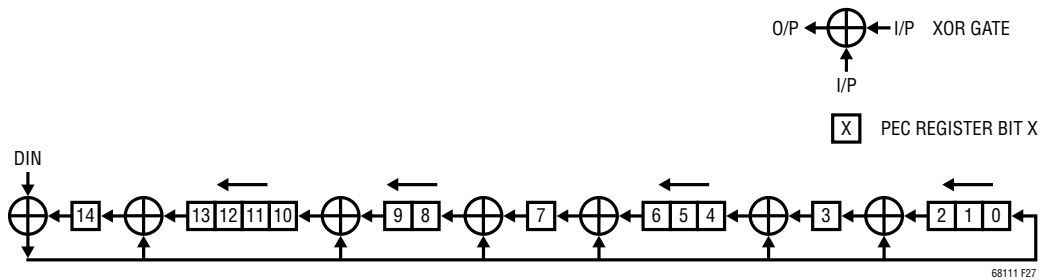 O/P I/P XOR GATE
I/P
X PEC REGISTER BIT X
DIN
14 13 12 11 10 9 8 7 6 5 4 3 2 1 0
68111 F27